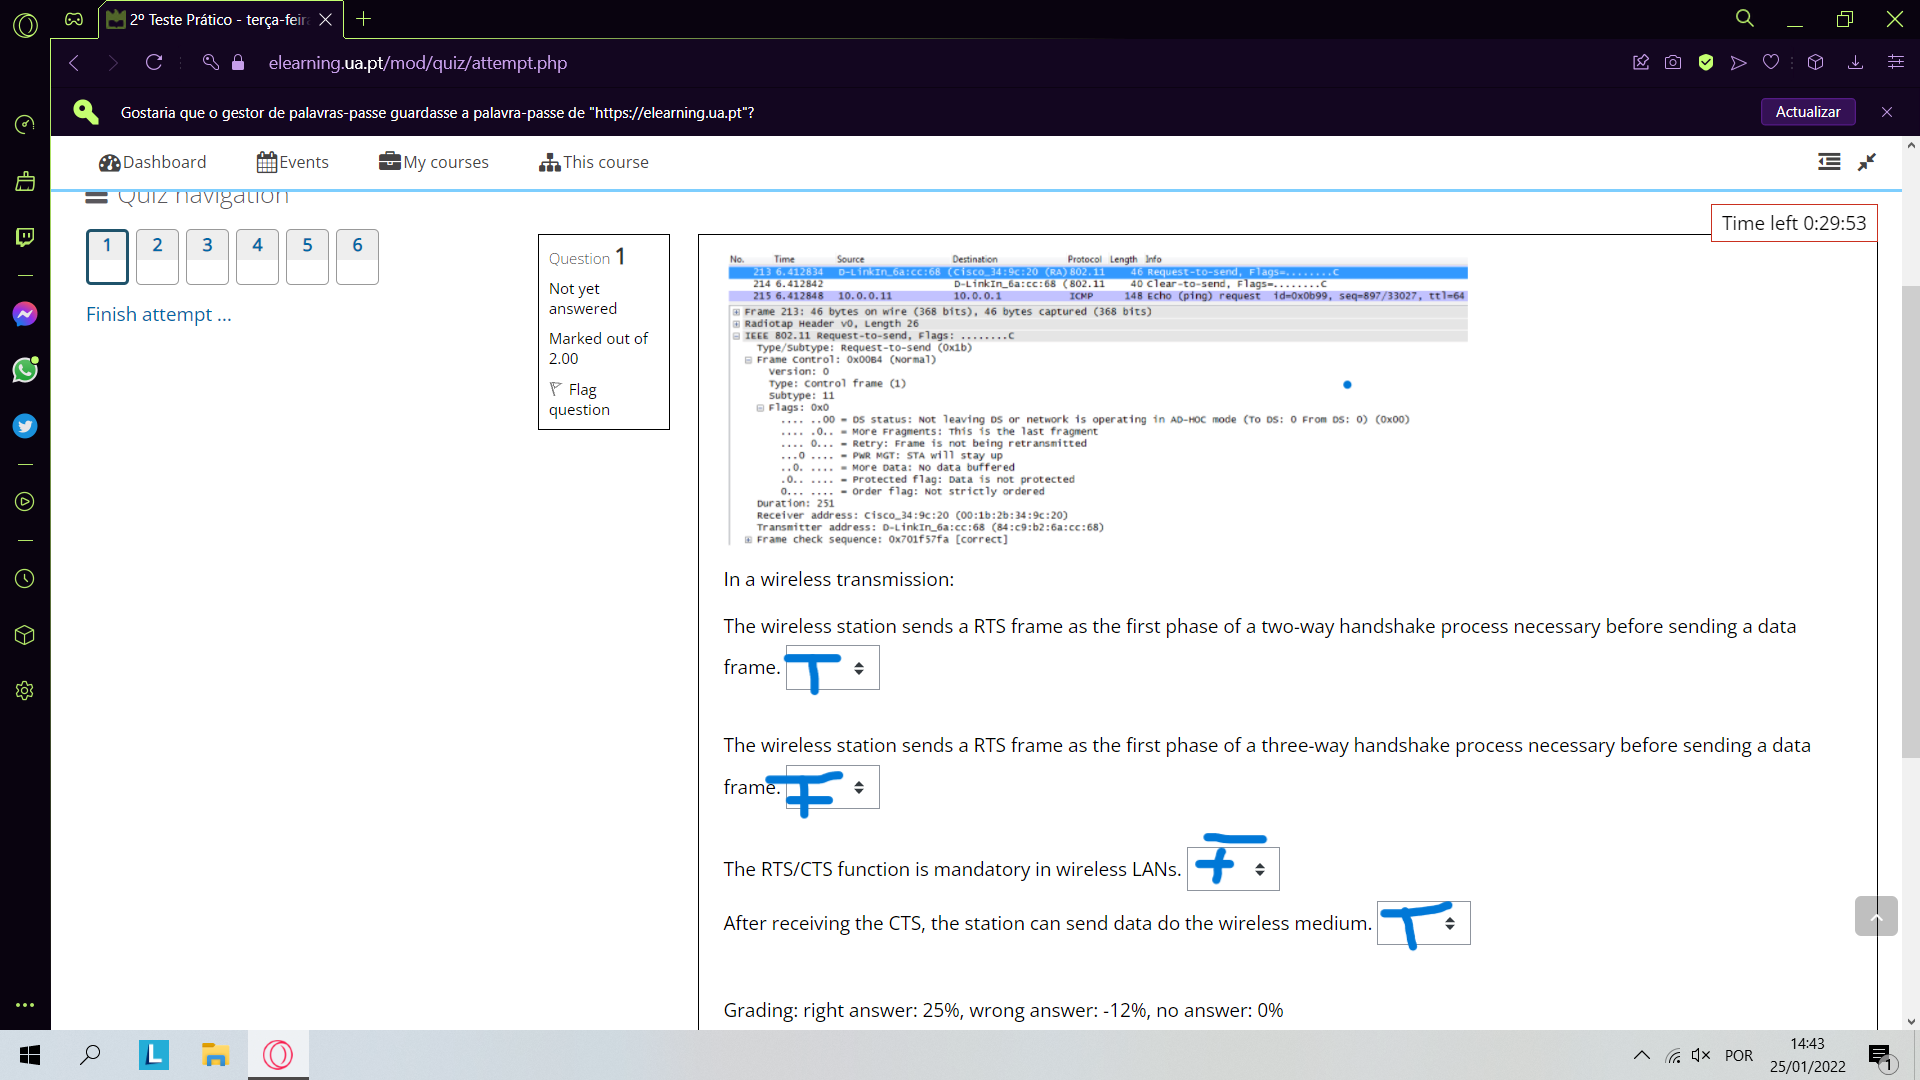 2º Teste Prático - terça-feir
elearning.ua.pt/mod/quiz/attempt.php
Gostaria que o gestor de palavras-passe guardasse a palavra-passe de "https://elearning.ua.pt"?
Actualizar
Dashboard
Events
My courses
This course
Quiz navigation
1 2 3 4 5 6
Finish attempt ...
Time left 0:29:53
Question 1
Not yet
answered
Marked out of
2.00
Flag
question
No. Time Source Destination Protocol Length Info
213 6.412834 D-LinkIn_6a:cc:68 (Cisco_34:9c:20 (RA) 802.11 46 Request-to-send, Flags=........C
214 6.412842 D-LinkIn_6a:cc:68 (802.11 40 Clear-to-send, Flags=........C
215 6.412848 10.0.0.11 10.0.0.1 ICMP 148 Echo (ping) request id=0x0b99, seq=897/33027, ttl=64
Frame 213: 46 bytes on wire (368 bits), 46 bytes captured (368 bits)
Radiotap Header v0, Length 26
IEEE 802.11 Request-to-send, Flags: ........C
Type/Subtype: Request-to-send (0x1b)
Frame Control: 0x00B4 (Normal)
Version: 0
Type: Control frame (1)
Subtype: 11
Flags: 0x0
.... ..00 = DS status: Not leaving DS or network is operating in AD-HOC mode (To DS: 0 From DS: 0) (0x00)
.... .0.. = More Fragments: This is the last fragment
.... 0... = Retry: Frame is not being retransmitted
...0 .... = PWR MGT: STA will stay up
..0. .... = More Data: No data buffered
.0.. .... = Protected flag: Data is not protected
0... .... = Order flag: Not strictly ordered
Duration: 251
Receiver address: Cisco_34:9c:20 (00:1b:2b:34:9c:20)
Transmitter address: D-LinkIn_6a:cc:68 (84:c9:b2:6a:cc:68)
Frame check sequence: 0x701f57fa [correct]
In a wireless transmission:
The wireless station sends a RTS frame as the first phase of a two-way handshake process necessary before sending a data
frame. T
The wireless station sends a RTS frame as the first phase of a three-way handshake process necessary before sending a data
frame. F
The RTS/CTS function is mandatory in wireless LANs. F
After receiving the CTS, the station can send data do the wireless medium. T
Grading: right answer: 25%, wrong answer: -12%, no answer: 0%
L
POR
14:43
25/01/2022
1